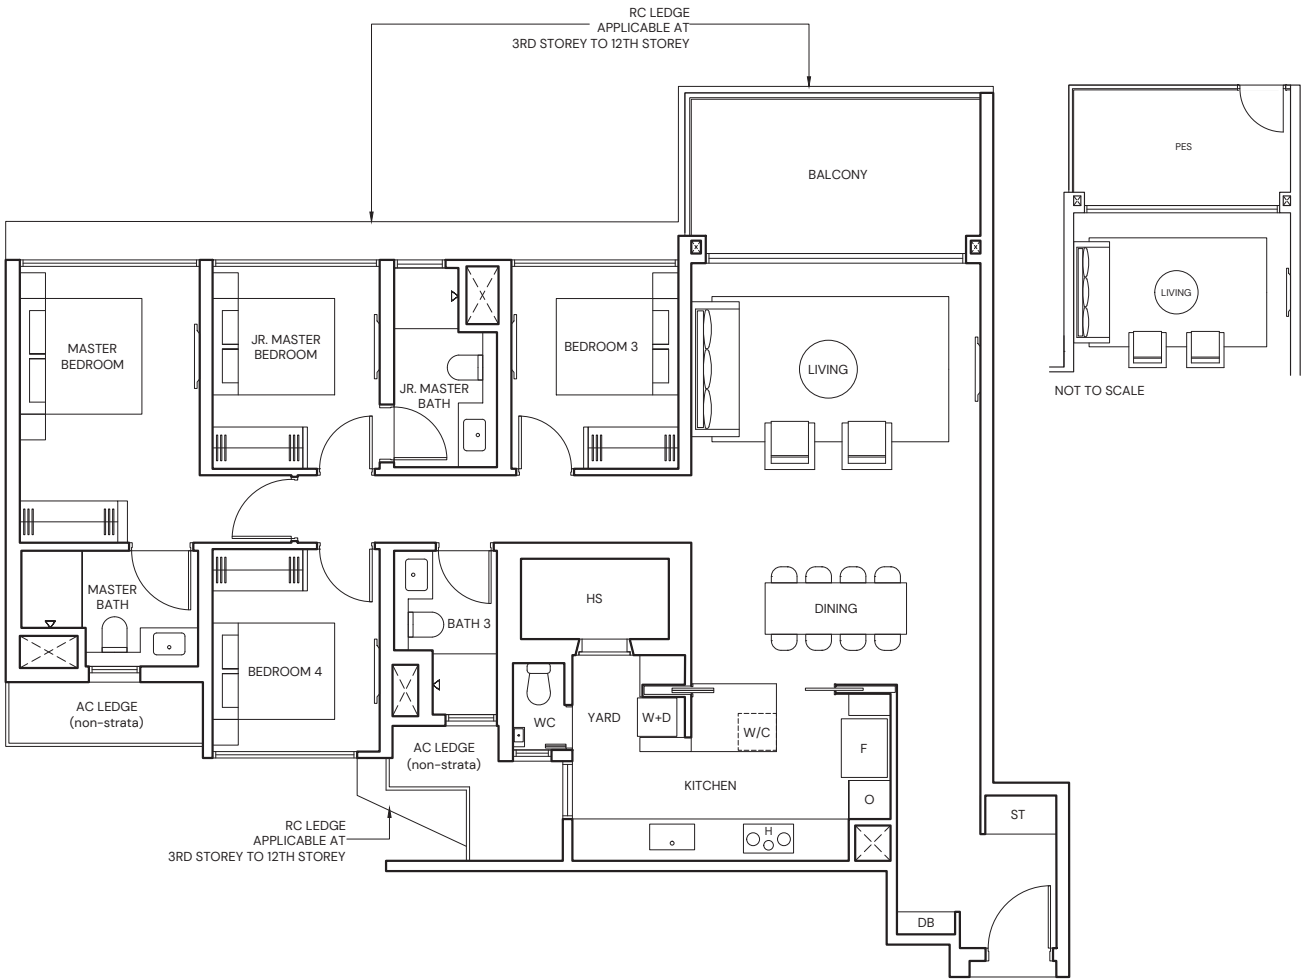 RC LEDGE
APPLICABLE AT
3RD STOREY TO 12TH STOREY
BALCONY
PES
LIVING
NOT TO SCALE
MASTER
BEDROOM
JR. MASTER
BEDROOM
JR. MASTER
BATH
BEDROOM 3
LIVING
MASTER
BATH
BEDROOM 4
BATH 3
HS
DINING
AC LEDGE
(non-strata)
WC
YARD
W+D
W/C
F
AC LEDGE
(non-strata)
KITCHEN
O
H
ST
RC LEDGE
APPLICABLE AT
3RD STOREY TO 12TH STOREY
DB